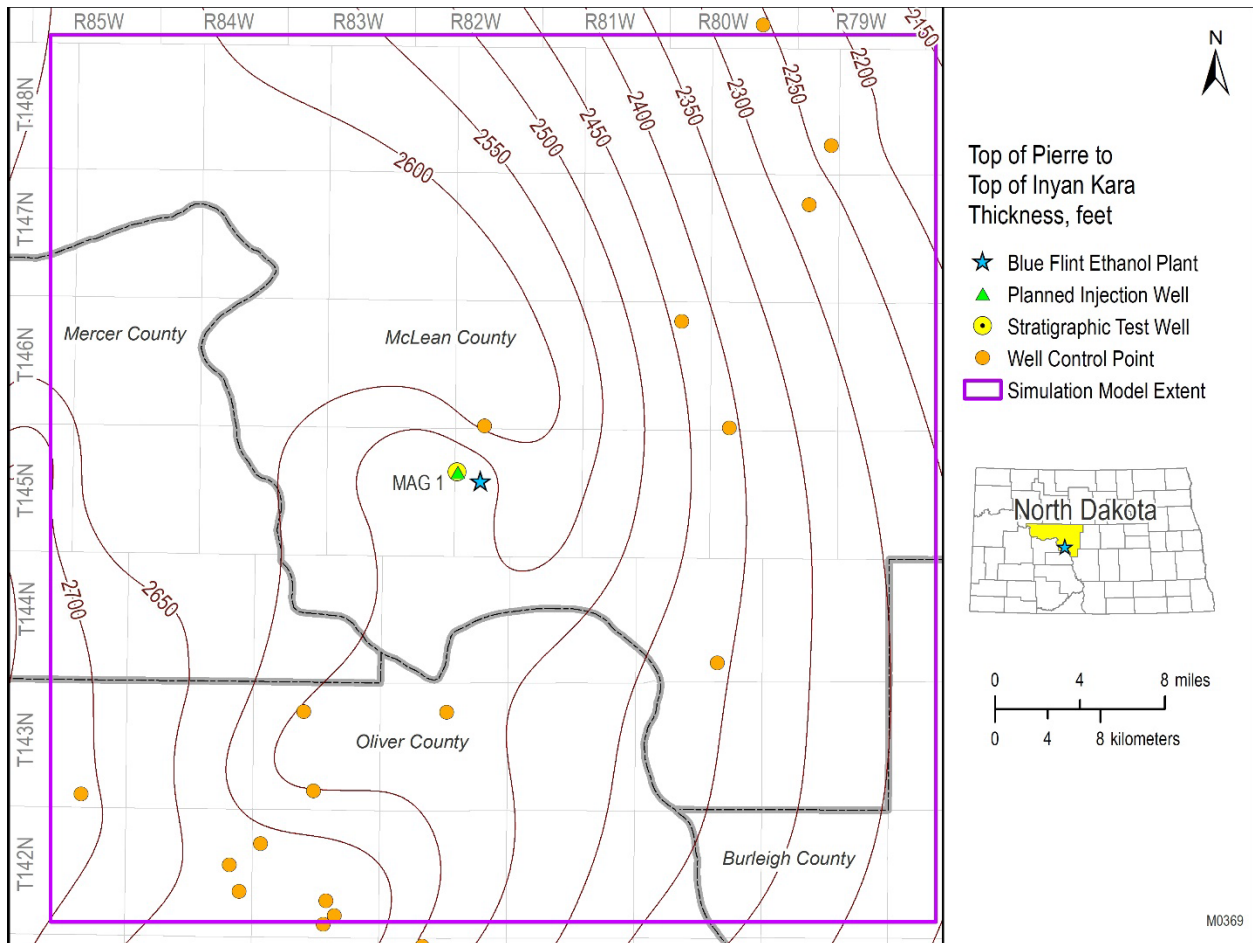 R85W R84W R83W R82W R81W R80W R79W
T148N
T147N
T146N
T145N
T144N
T143N
T142N
2600
2550
2500
2450
2400
2350
2300
2250
2200
2150
2700
2650
Mercer County
McLean County
MAG 1
Oliver County
Burleigh County
N
Top of Pierre to
Top of Inyan Kara
Thickness, feet
Blue Flint Ethanol Plant
Planned Injection Well
Stratigraphic Test Well
Well Control Point
Simulation Model Extent
North Dakota
0 4 8 miles
0 4 8 kilometers
M0369